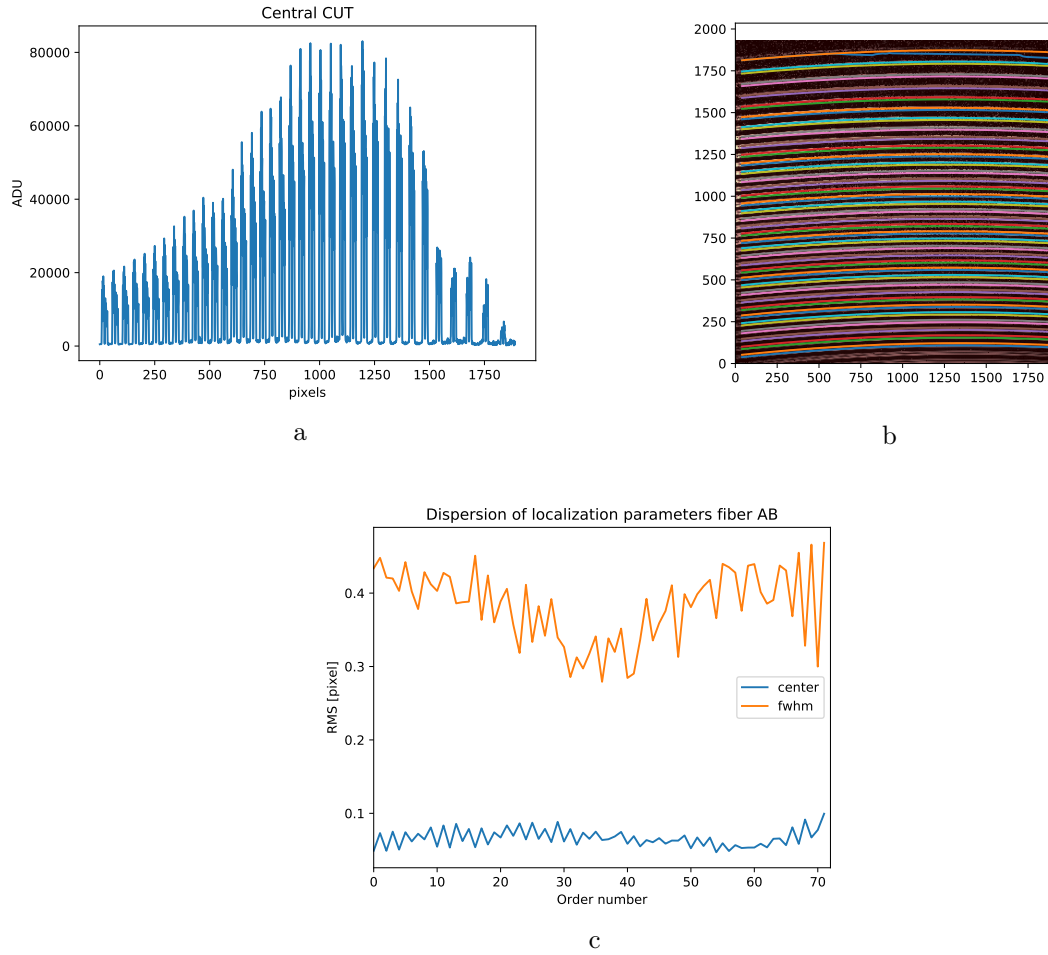 Central CUT
80000
60000
40000
20000
0
ADU
0 250 500 750 1000 1250 1500 1750
pixels
a
2000
1750
1500
1250
1000
750
500
250
0
0 250 500 750 1000 1250 1500 1750
b
Dispersion of localization parameters fiber AB
0.4
0.3
0.2
0.1
RMS [pixel]
center
fwhm
0 10 20 30 40 50 60 70
Order number
c